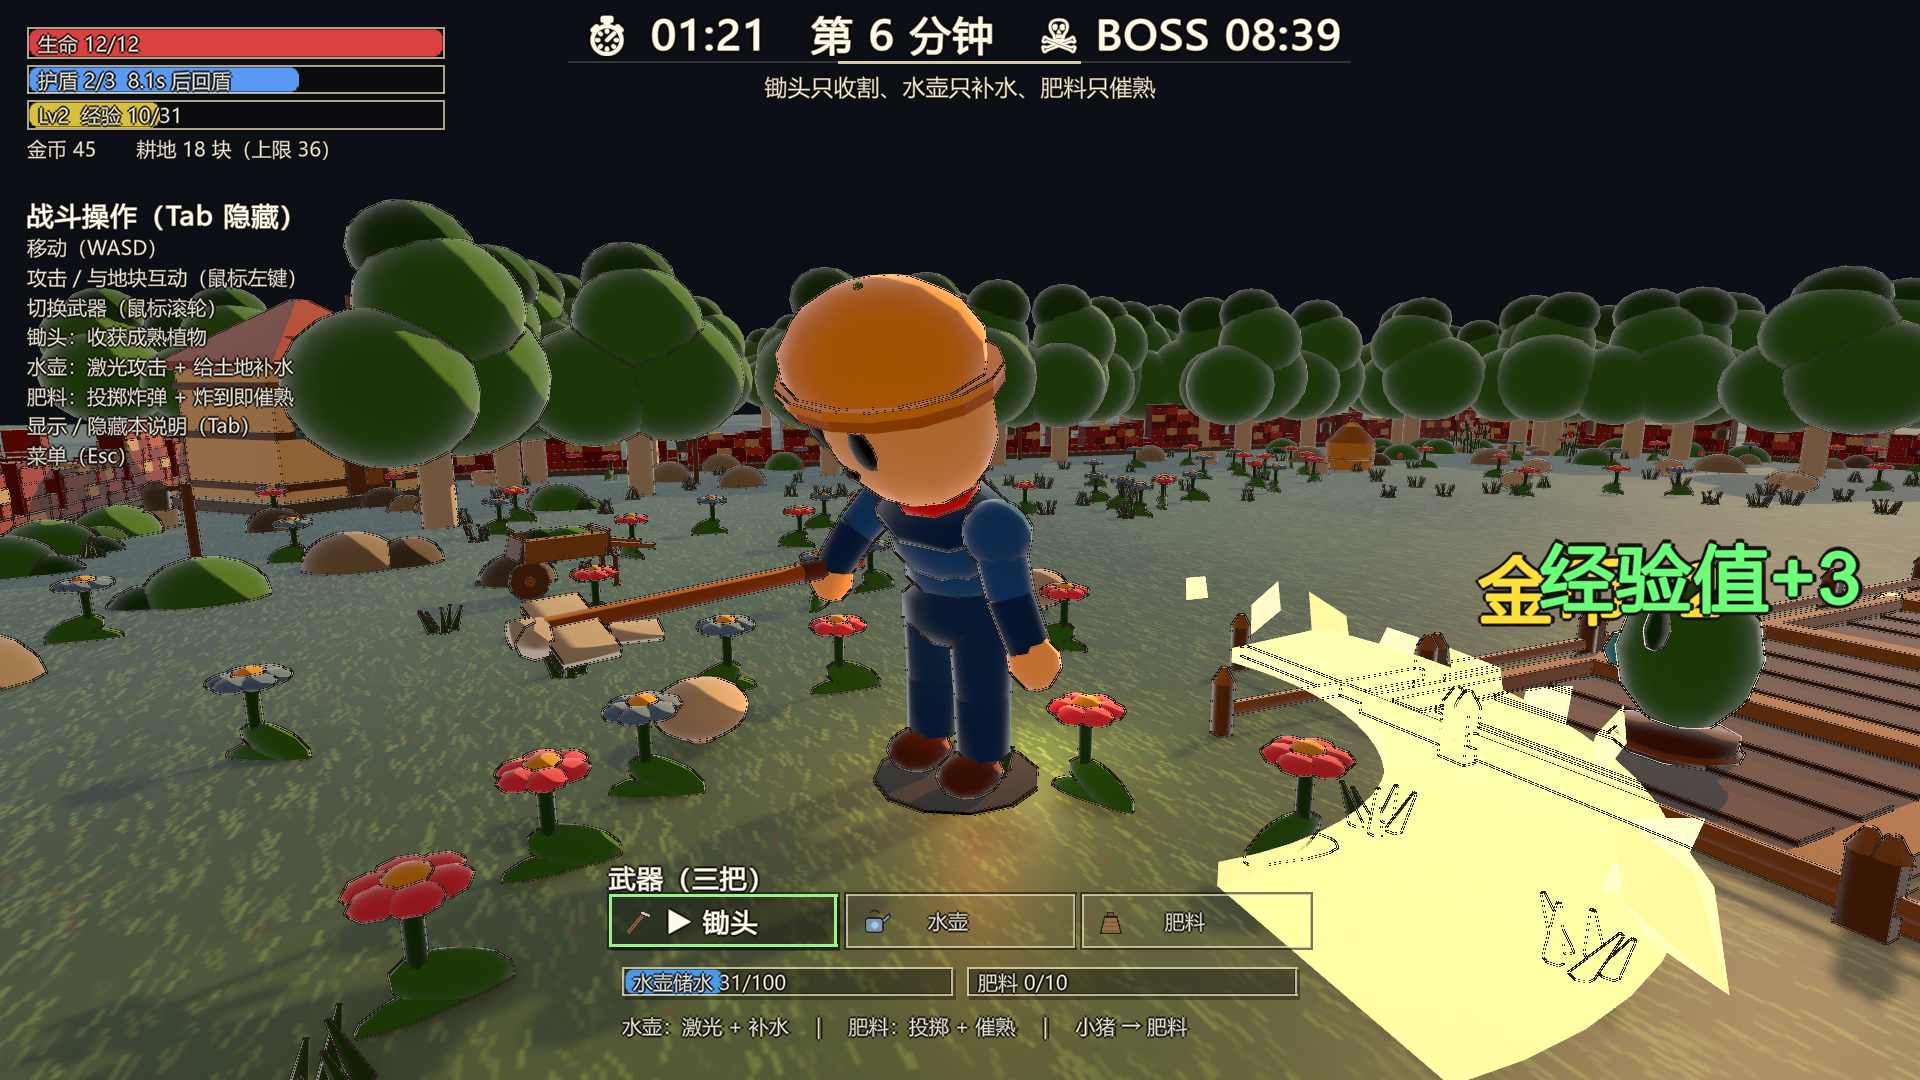 生命 12/12
护盾 2/3 8.1s 后回盾
Lv2 经验 10/31
金币 45 耕地 18 块（上限 36）
01:21 第 6 分钟 BOSS 08:39
锄头只收割、水壶只补水、肥料只催熟
战斗操作（Tab 隐藏）
移动（WASD）
攻击 / 与地块互动（鼠标左键）
切换武器（鼠标滚轮）
锄头：收获成熟植物
水壶：激光攻击 + 给土地补水
肥料：投掷炸弹 + 炸到即催熟
显示 / 隐藏本说明（Tab）
菜单（Esc）
金
经验值+3
武器（三把）
▶ 锄头
水壶
肥料
水壶储水 31/100
肥料 0/10
水壶：激光 + 补水 | 肥料：投掷 + 催熟 | 小猪 → 肥料